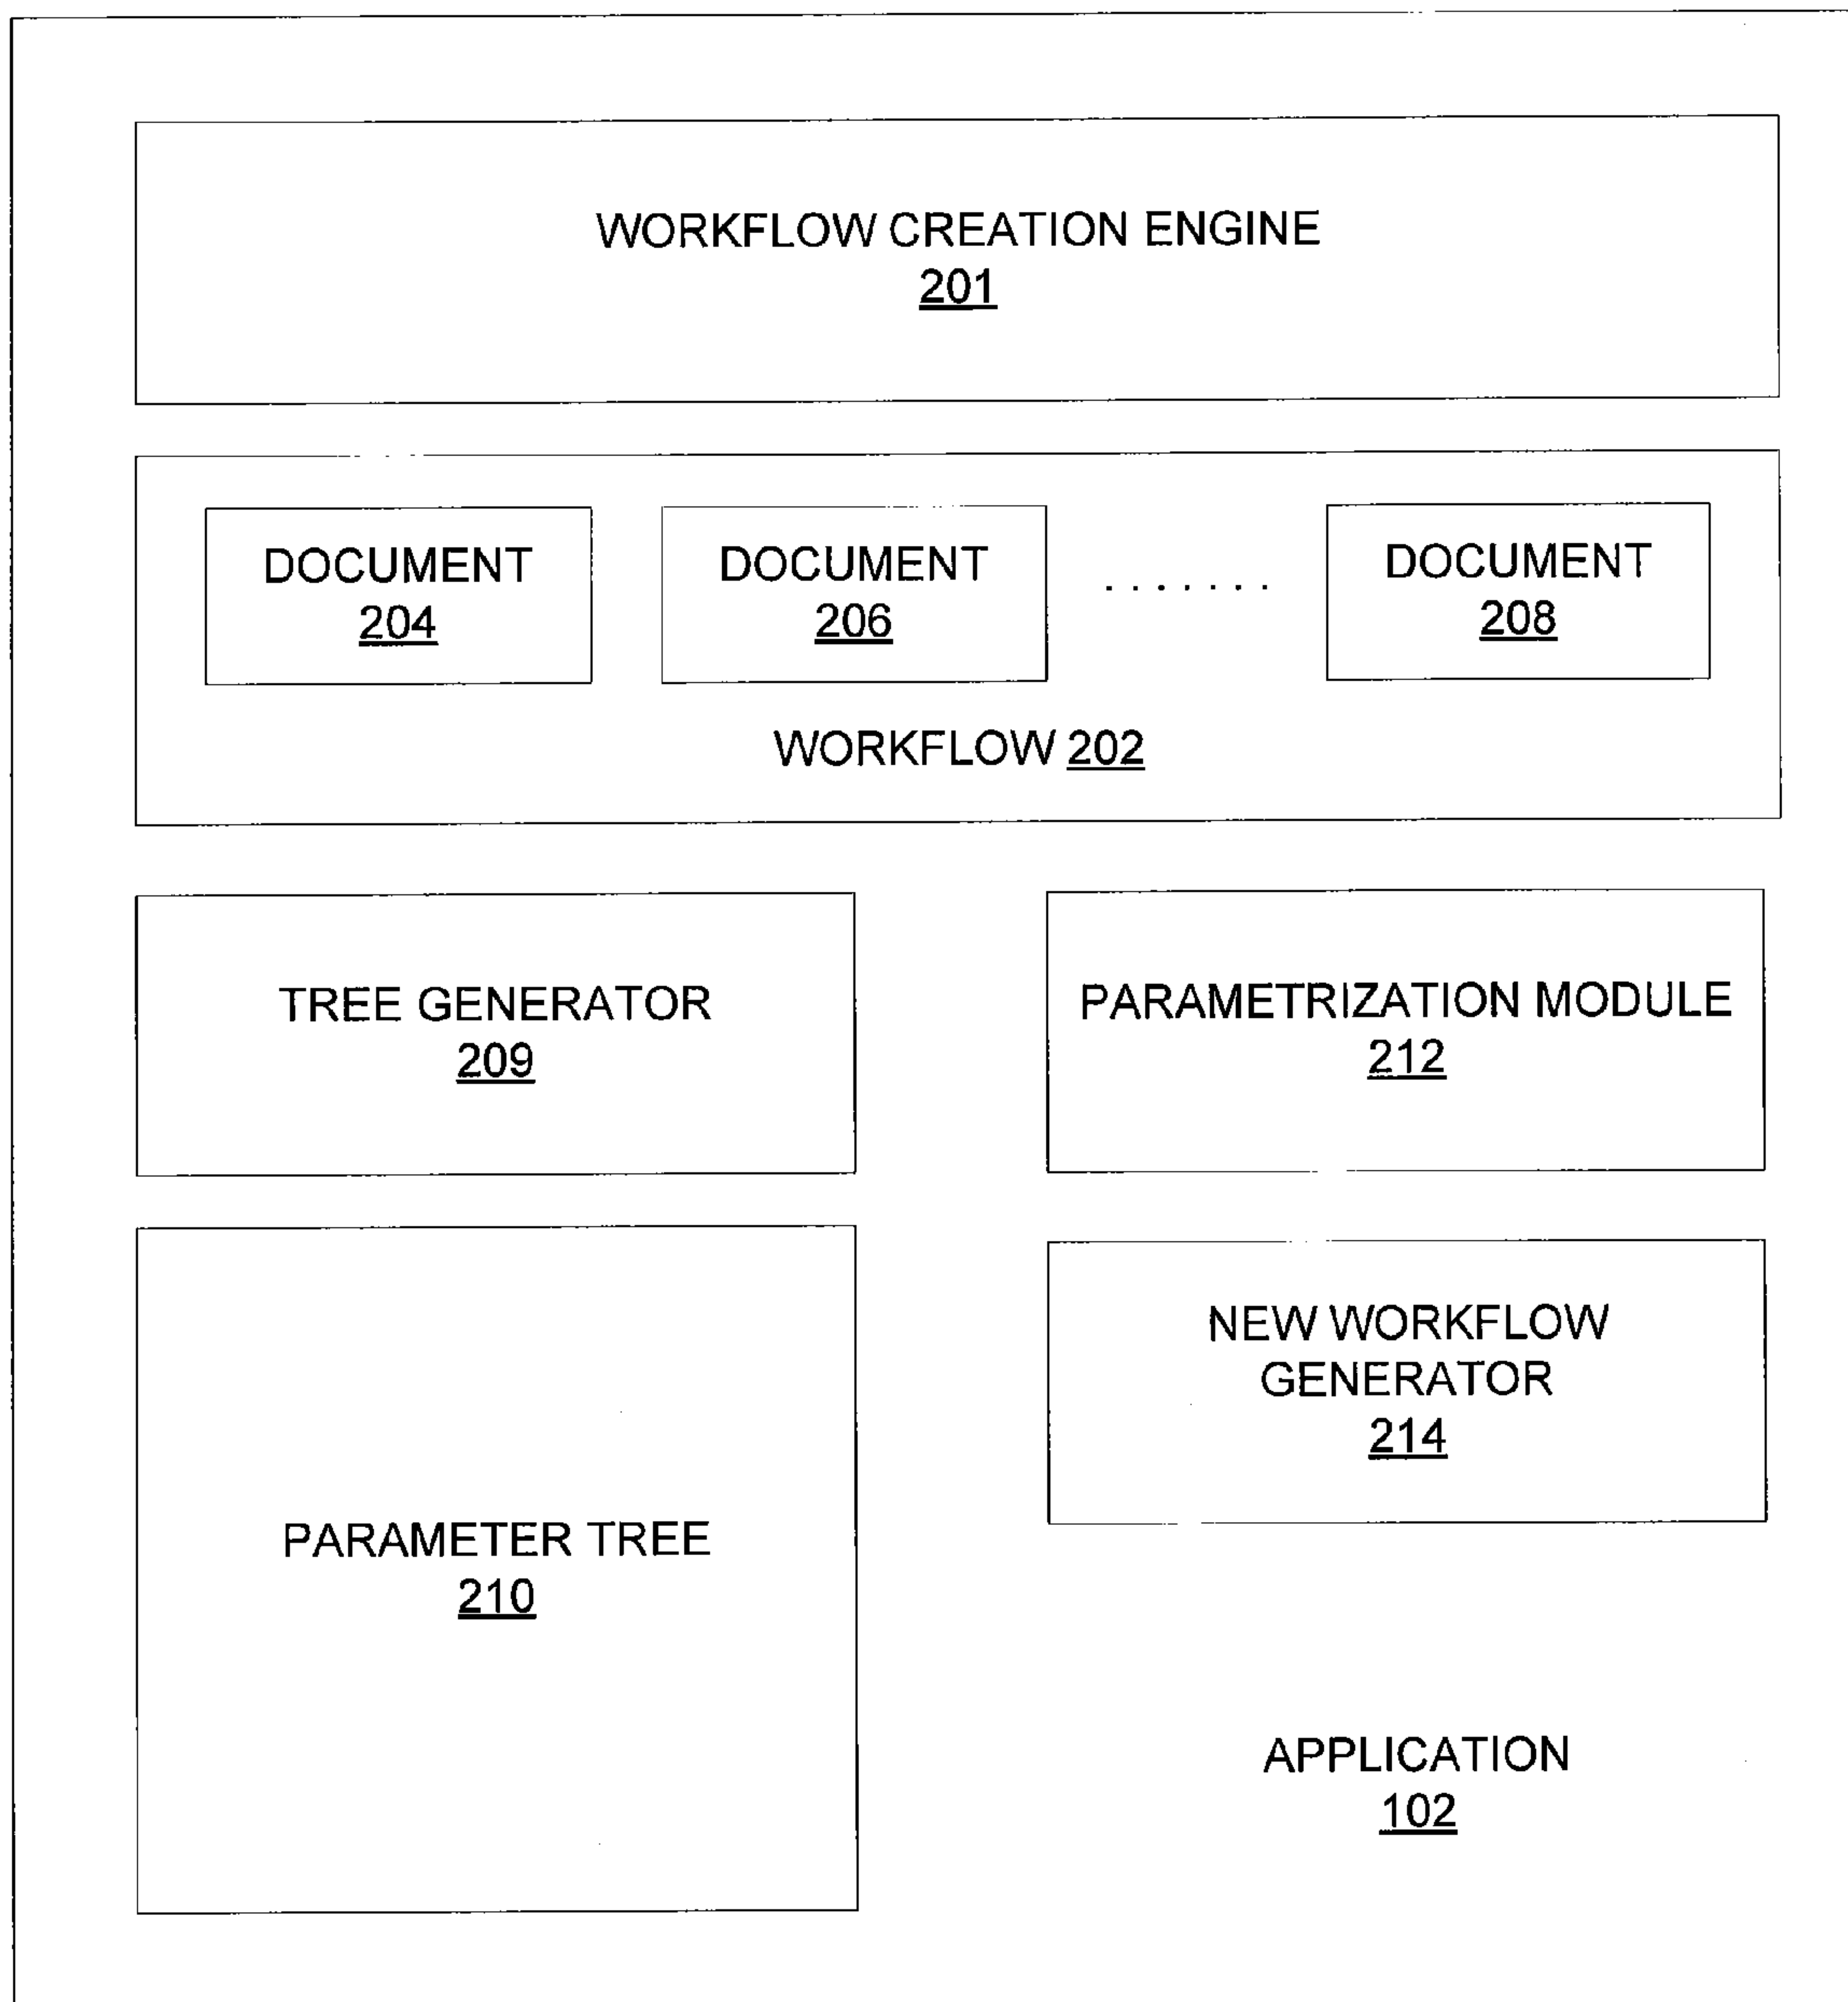 WORKFLOW CREATION ENGINE
201
DOCUMENT
204
DOCUMENT
206
.......
DOCUMENT
208
WORKFLOW 202
TREE GENERATOR
209
PARAMETRIZATION MODULE
212
PARAMETER TREE
210
NEW WORKFLOW
GENERATOR
214
APPLICATION
102